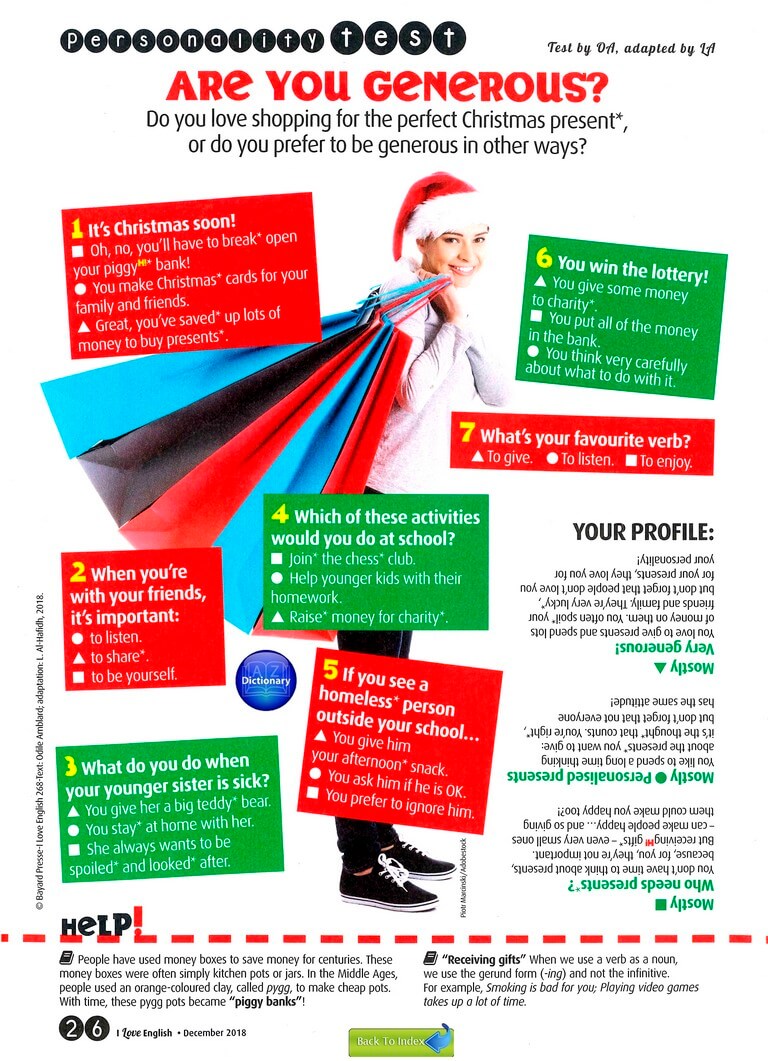 Personality test
Test by OA, adapted by LA
ARE YOU GENEROUS?
Do you love shopping for the perfect Christmas present*,
or do you prefer to be generous in other ways?
1 It's Christmas soon!
■ Oh, no, you'll have to break* open
your piggyH!* bank!
● You make Christmas* cards for your
family and friends.
▲ Great, you've saved* up lots of
money to buy presents*.
2 When you're
with your friends,
it's important:
● to listen.
▲ to share*.
■ to be yourself.
3 What do you do when
your younger sister is sick?
▲ You give her a big teddy* bear.
● You stay* at home with her.
■ She always wants to be
spoiled* and looked* after.
4 Which of these activities
would you do at school?
■ Join* the chess* club.
● Help younger kids with their
homework.
▲ Raise* money for charity*.
5 If you see a
homeless* person
outside your school...
▲ You give him
your afternoon* snack.
● You ask him if he is OK.
■ You prefer to ignore him.
6 You win the lottery!
▲ You give some money
to charity*.
■ You put all of the money
in the bank.
● You think very carefully
about what to do with it.
7 What's your favourite verb?
▲ To give. ● To listen. ■ To enjoy.
A Z
Dictionary
YOUR PROFILE:
Mostly ■
Who needs presents*?
You don't have time to think about presents,
because, for you, they're not important.
But receivingH! gifts* – even very small ones
– can make people happy... and so giving
them could make you happy too?!
Mostly ● Personalised presents
You like to spend a long time thinking
about the presents* you want to give:
it's the thought* that counts. You're right*,
but don't forget that not everyone
has the same attitude!
Mostly ▲
Very generous!
You love to give presents and spend lots
of money on them. You often spoil* your
friends and family. They're very lucky*,
but don't forget that people don't love you
for your presents, they love you for
your personality!
© Bayard Presse-I Love English 268-Text: Odile Amblard; adaptation: L. Al-Hafidh, 2018.
Piotr Marcinski/Adobestock
HELP!
People have used money boxes to save money for centuries. These
money boxes were often simply kitchen pots or jars. In the Middle Ages,
people used an orange-coloured clay, called pygg, to make cheap pots.
With time, these pygg pots became "piggy banks"!
"Receiving gifts" When we use a verb as a noun,
we use the gerund form (-ing) and not the infinitive.
For example, Smoking is bad for you; Playing video games
takes up a lot of time.
26 I Love English • December 2018
Back To Index